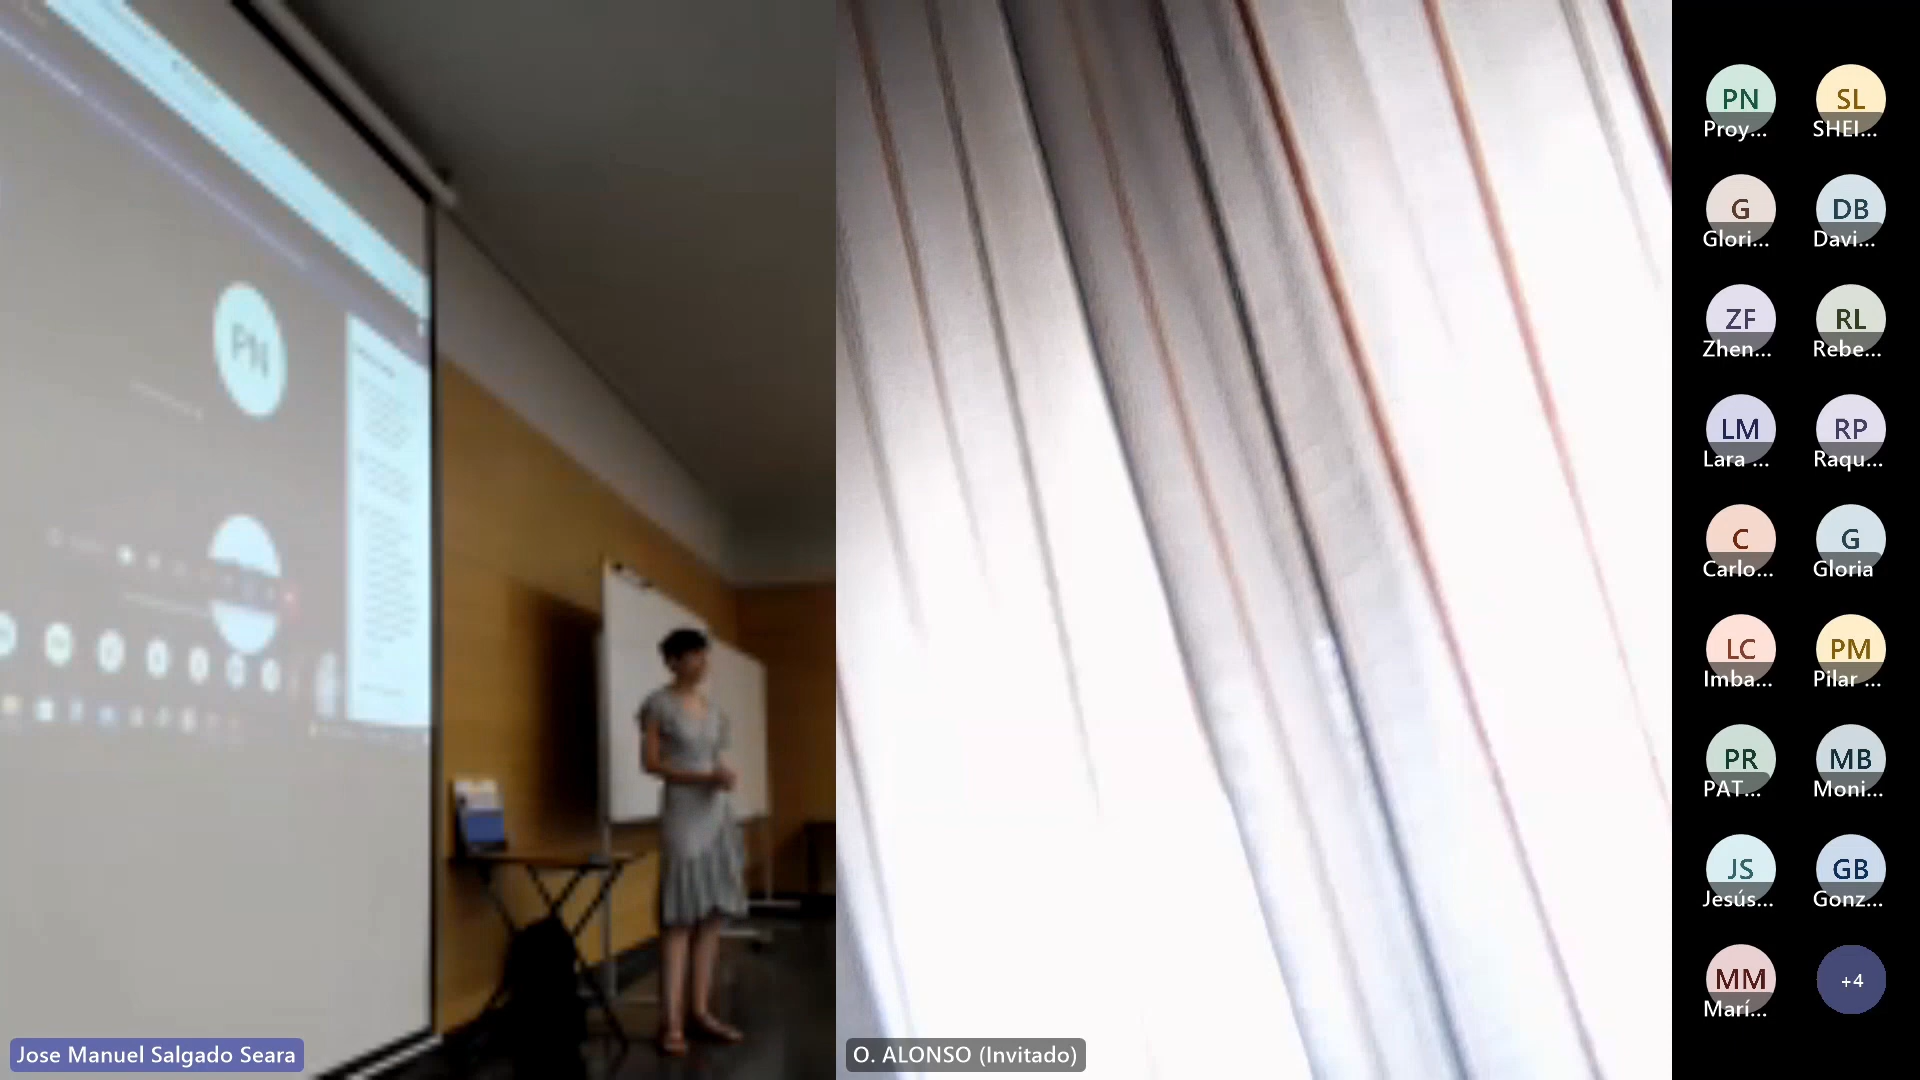 PN
Jose Manuel Salgado Seara
O. ALONSO (Invitado)
PN
Proy...
SL
SHEI...
G
Glori...
DB
Davi...
ZF
Zhen...
RL
Rebe...
LM
Lara ...
RP
Raqu...
C
Carlo...
G
Gloria
LC
Imba...
PM
Pilar ...
PR
PAT...
MB
Moni...
JS
Jesús...
GB
Gonz...
MM
Marí...
+4